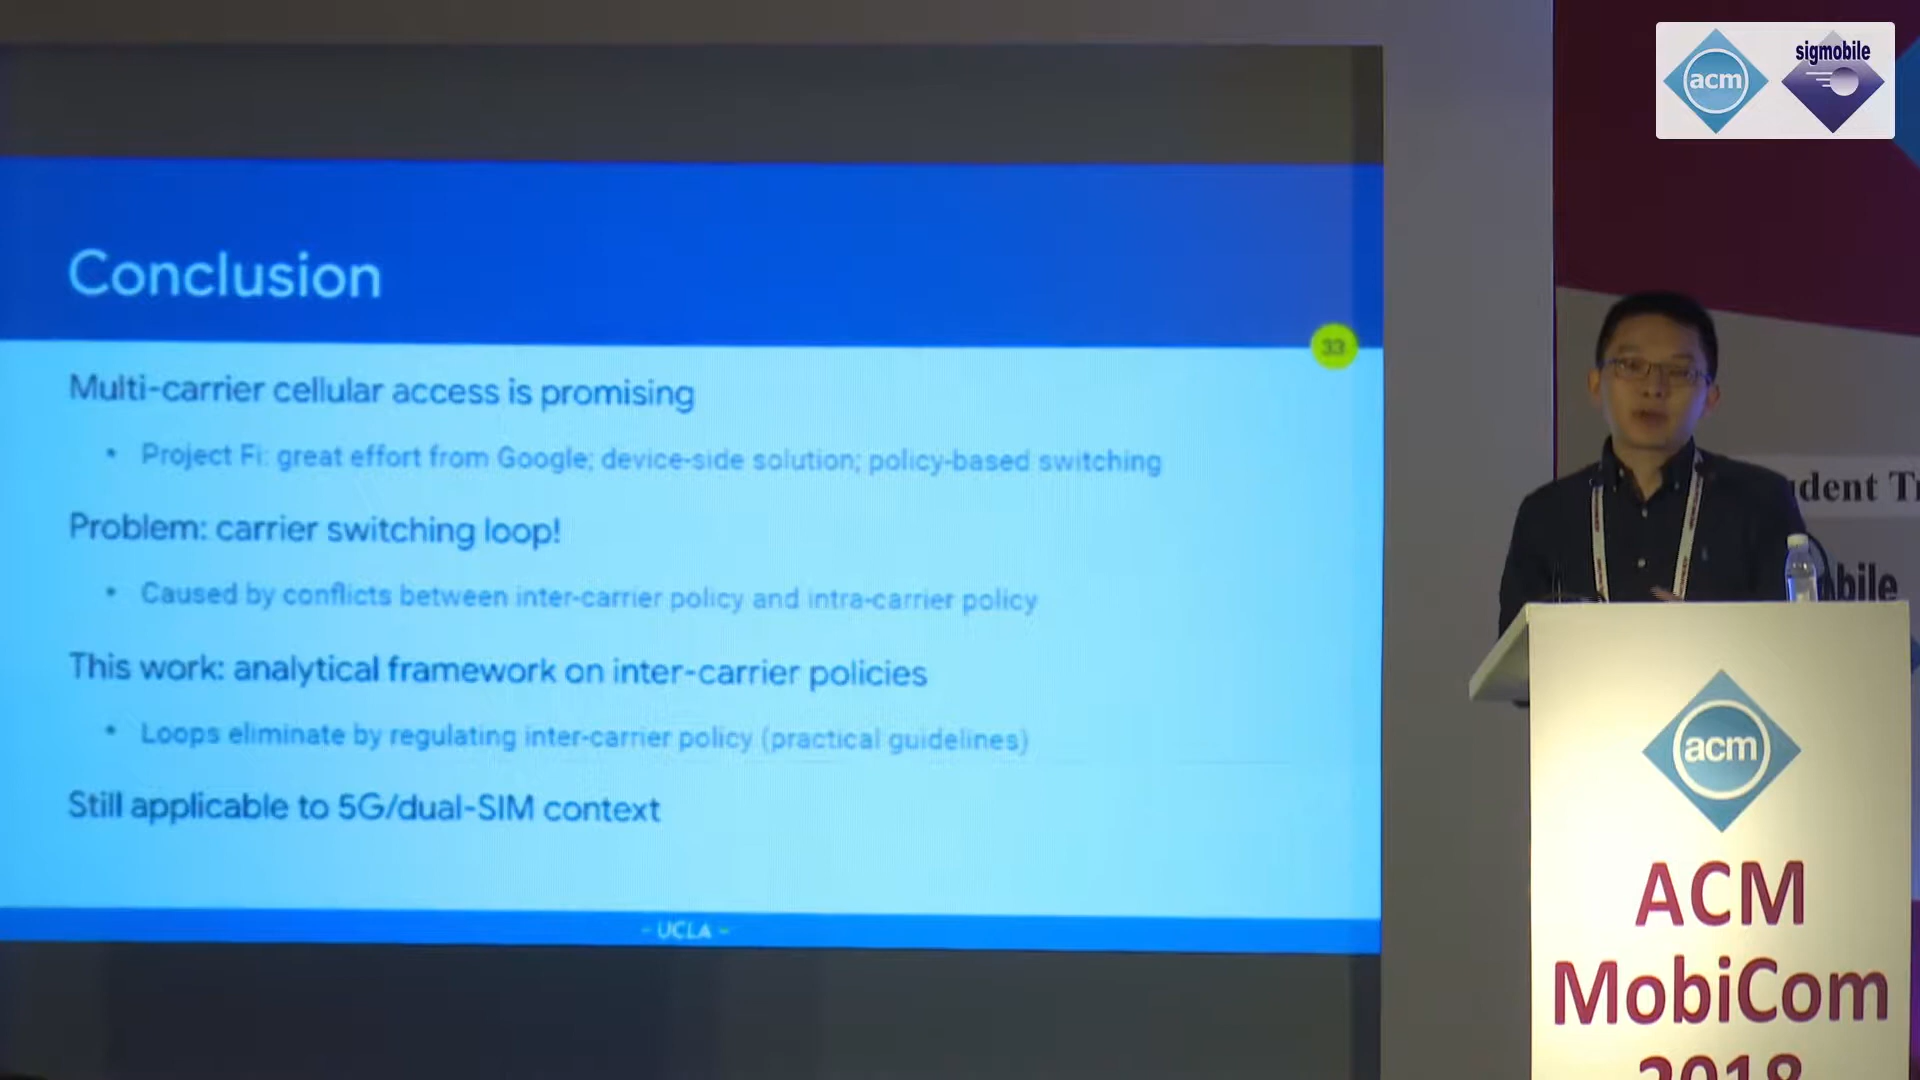 acm
sigmobile
Conclusion
33
Multi-carrier cellular access is promising
• Project Fi: great effort from Google; device-side solution; policy-based switching
Problem: carrier switching loop!
• Caused by conflicts between inter-carrier policy and intra-carrier policy
This work: analytical framework on inter-carrier policies
• Loops eliminate by regulating inter-carrier policy (practical guidelines)
Still applicable to 5G/dual-SIM context
- UCLA -
acm
ACM
MobiCom
2018